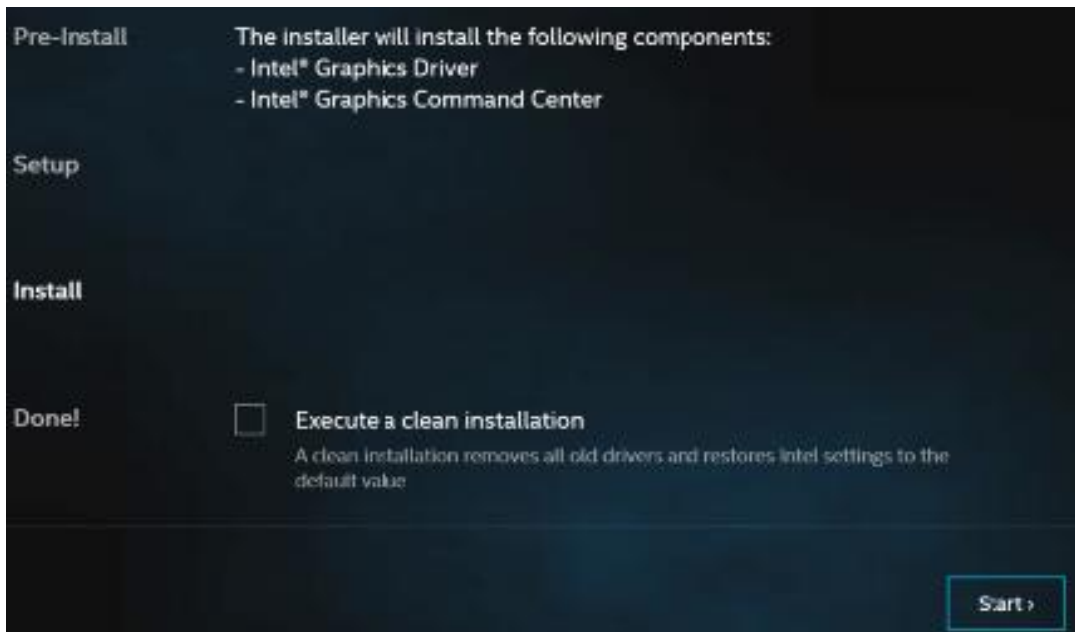 Pre-Install
The installer will install the following components:
- Intel® Graphics Driver
- Intel® Graphics Command Center
Setup
Install
Done!
Execute a clean installation
A clean installation removes all old drivers and restores Intel settings to the
default value
Start ›